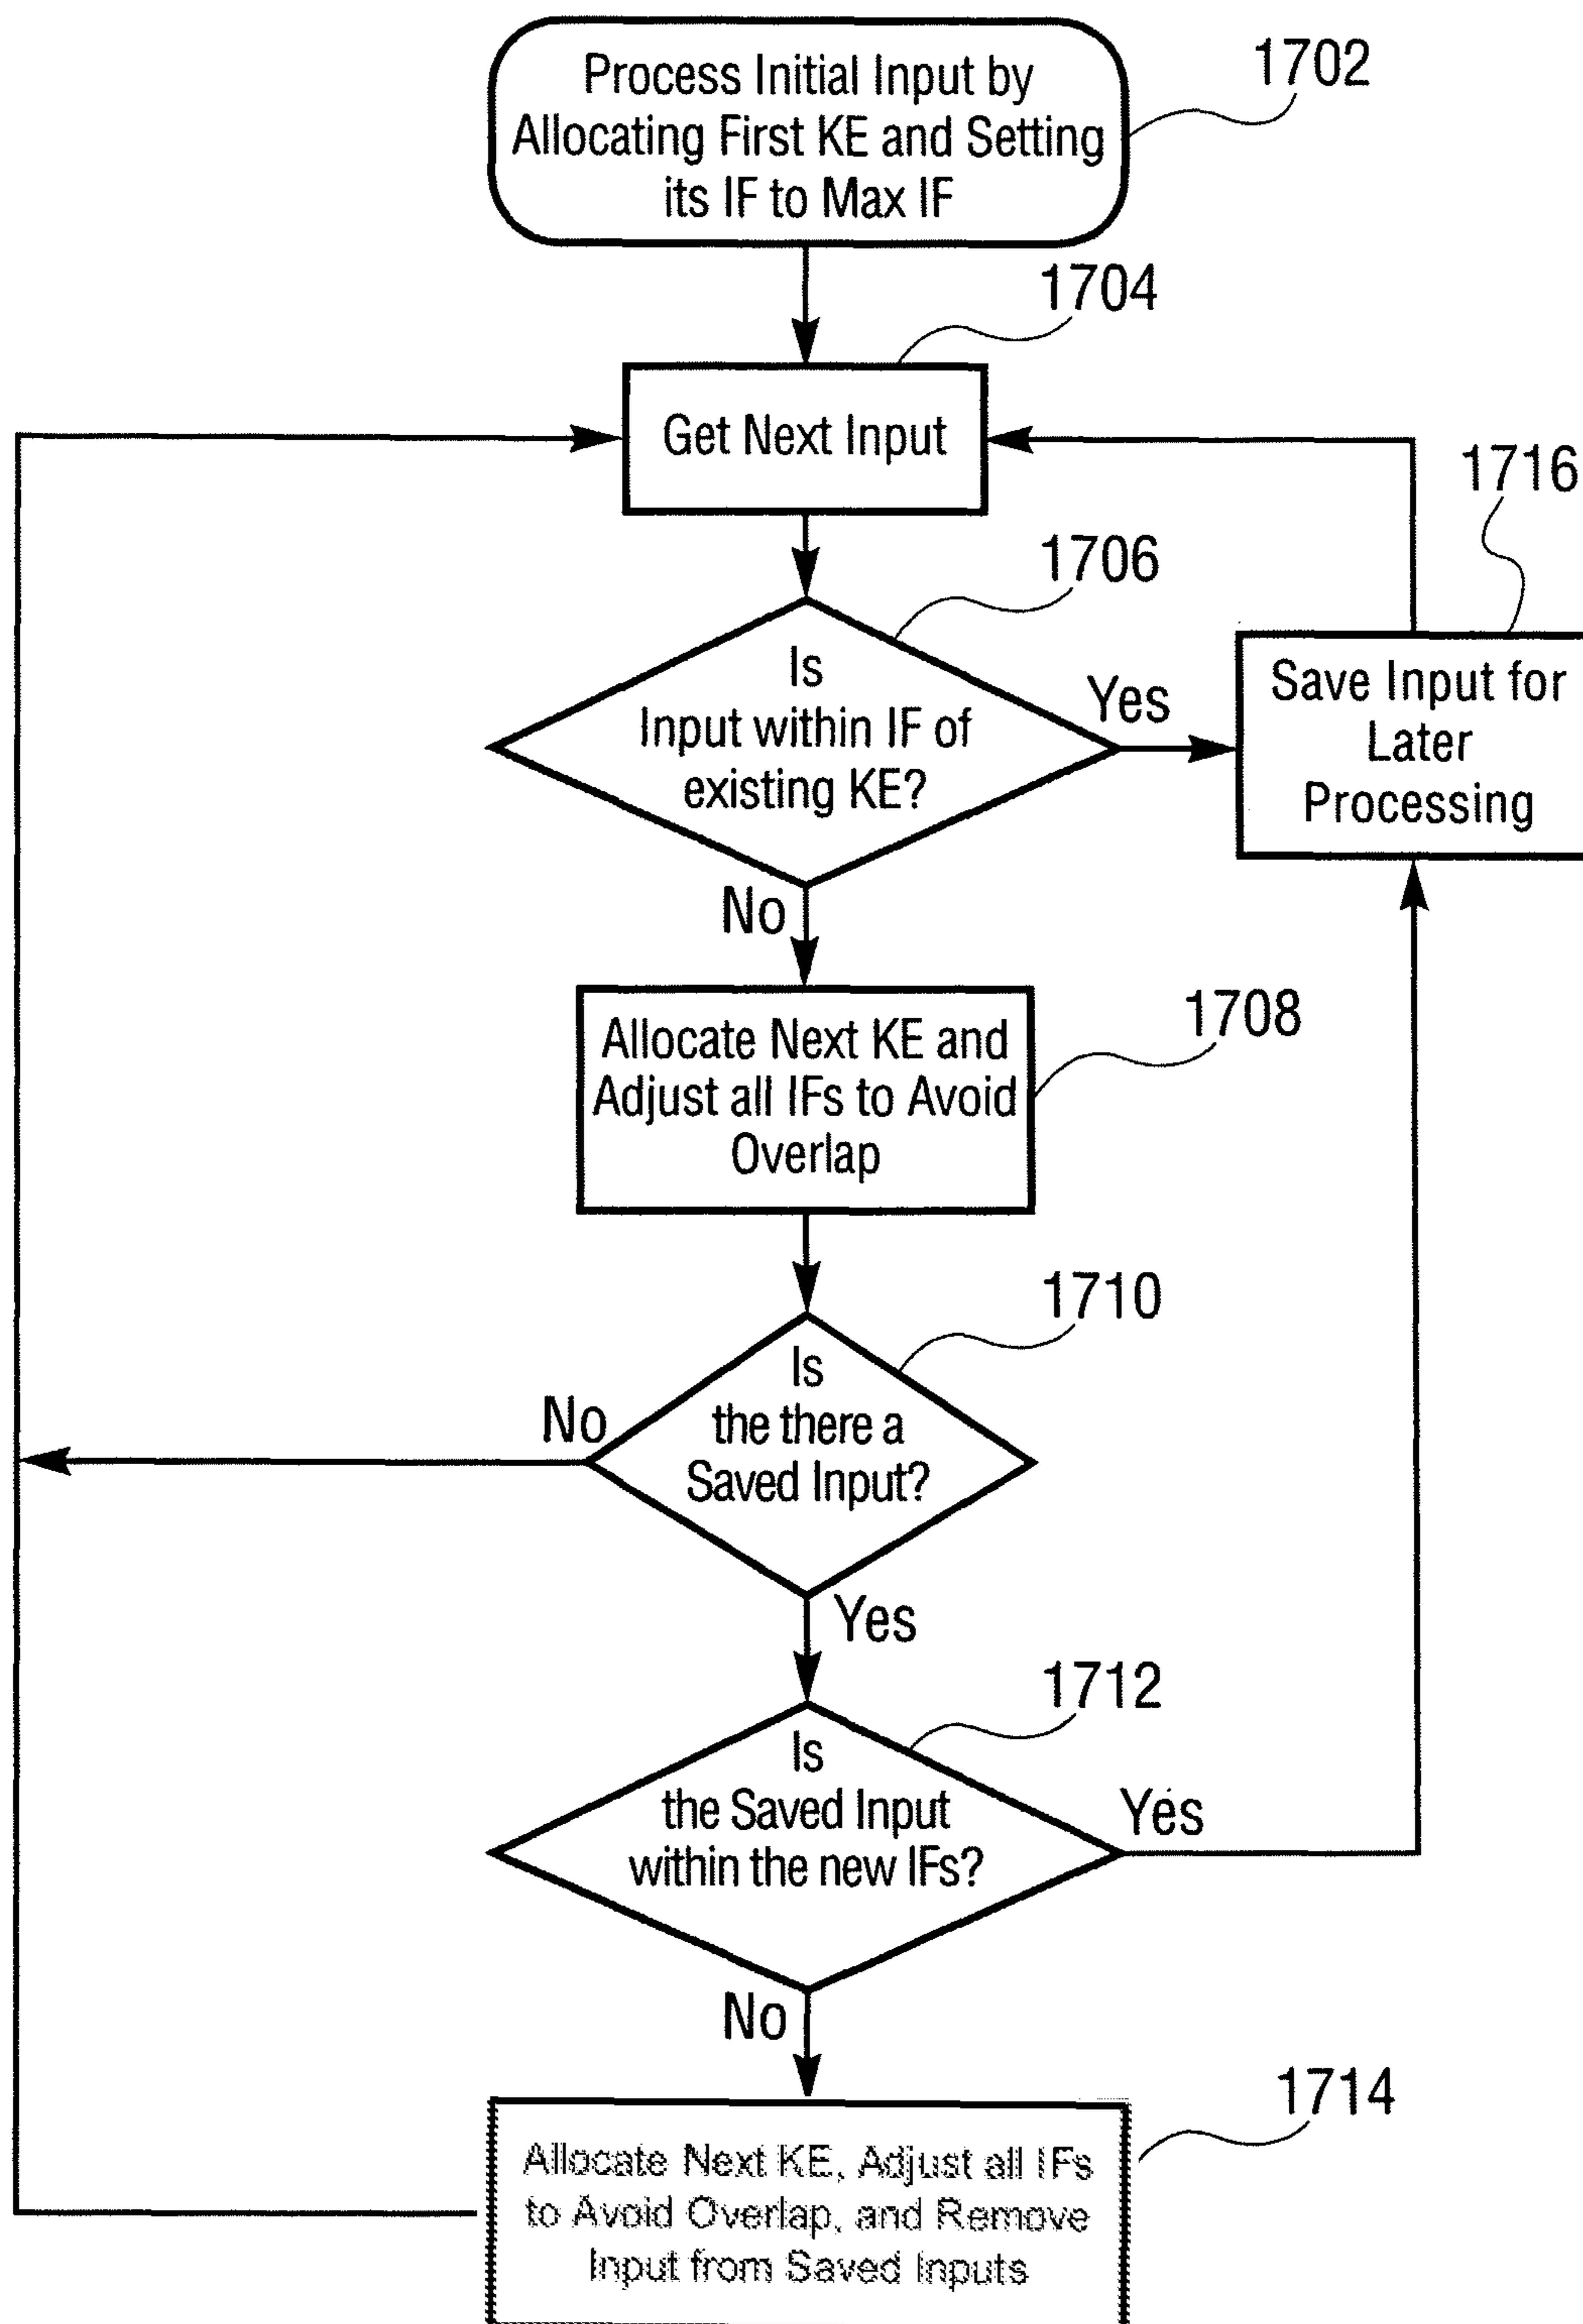 Process Initial Input by
Allocating First KE and Setting
its IF to Max IF
1702
1704
Get Next Input
1716
1706
Is
Input within IF of
existing KE?
Yes
Save Input for
Later
Processing
No
Allocate Next KE and
Adjust all IFs to Avoid
Overlap
1708
1710
Is
the there a
Saved Input?
No
Yes
1712
Is
the Saved Input
within the new IFs?
Yes
No
1714
Allocate Next KE, Adjust all IFs
to Avoid Overlap, and Remove
Input from Saved Inputs